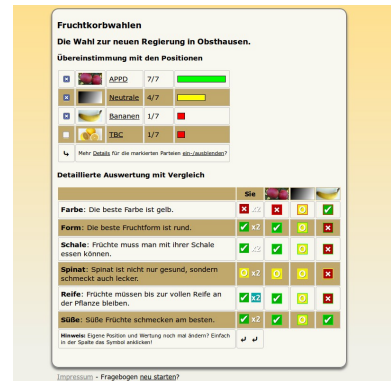 Fruchtkorbwahlen
Die Wahl zur neuen Regierung in Obsthausen.
Übereinstimmung mit den Positionen
APPD 7/7
Neutrale 4/7
Bananen 1/7
TBC 1/7
Mehr Details für die markierten Parteien ein-/ausblenden?
Detaillierte Auswertung mit Vergleich
Sie
Farbe: Die beste Farbe ist gelb. x2
Form: Die beste Fruchtform ist rund. x2
Schale: Früchte muss man mit ihrer Schale x2
essen können.
Spinat: Spinat ist nicht nur gesund, sondern x2
schmeckt auch lecker.
Reife: Früchte müssen bis zur vollen Reife an x2
der Pflanze bleiben.
Süße: Süße Früchte schmecken am besten. x2
Hinweis: Eigene Position und Wertung noch mal ändern? Einfach
in der Spalte das Symbol anklicken!
Impressum - Fragebogen neu starten?